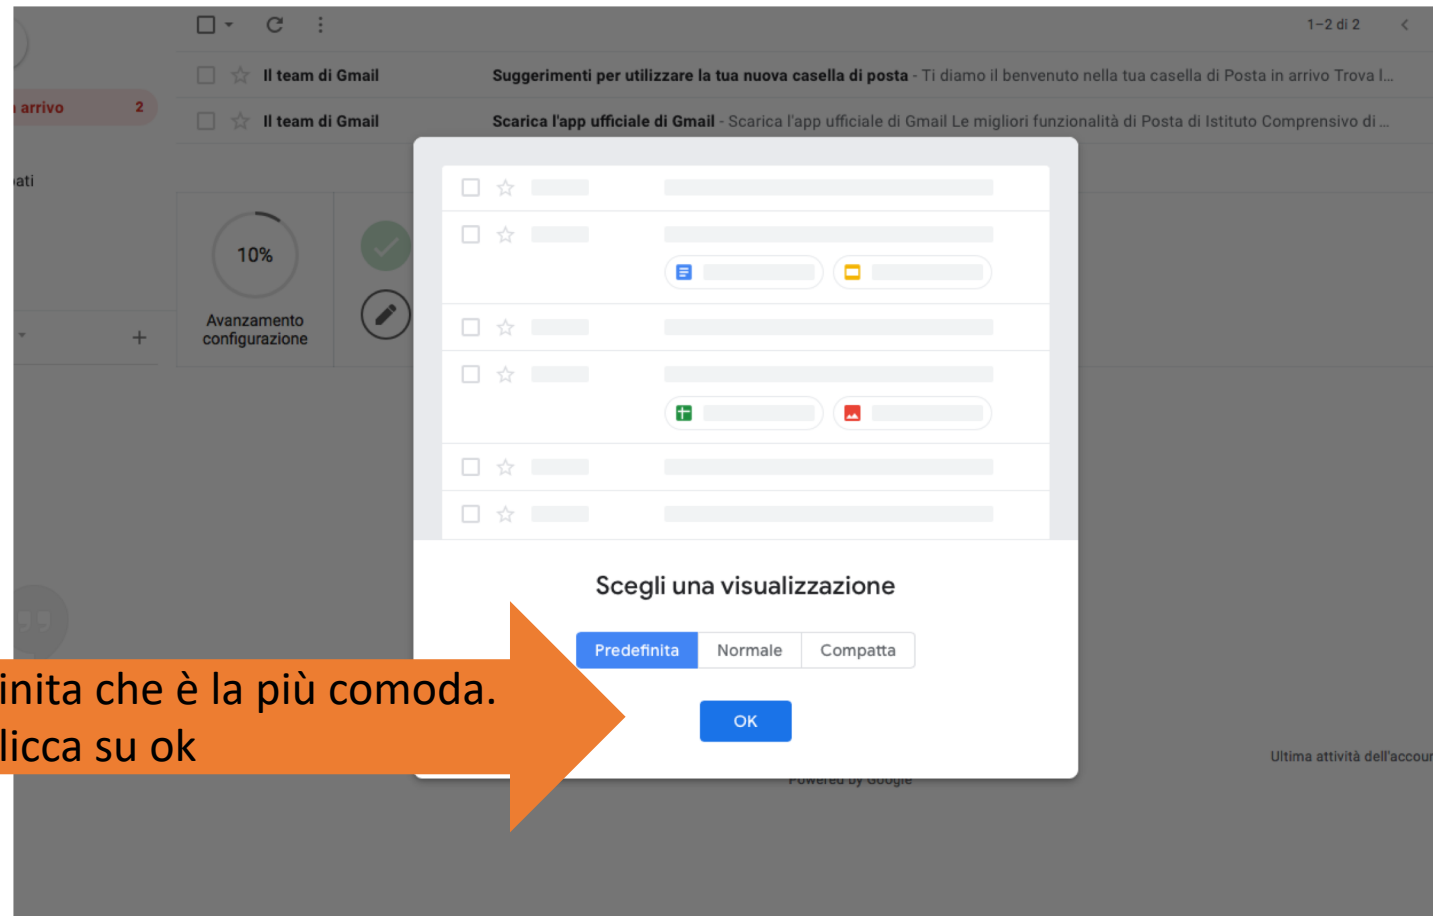 1–2 di 2
Il team di Gmail Suggerimenti per utilizzare la tua nuova casella di posta - Ti diamo il benvenuto nella tua casella di Posta in arrivo Trova l...
arrivo 2
Il team di Gmail Scarica l'app ufficiale di Gmail - Scarica l'app ufficiale di Gmail Le migliori funzionalità di Posta di Istituto Comprensivo di ...
ati
10%
Avanzamento
configurazione
Scegli una visualizzazione
Predefinita Normale Compatta
inita che è la più comoda.
OK
licca su ok
Ultima attività dell'accoun
Powered by Google